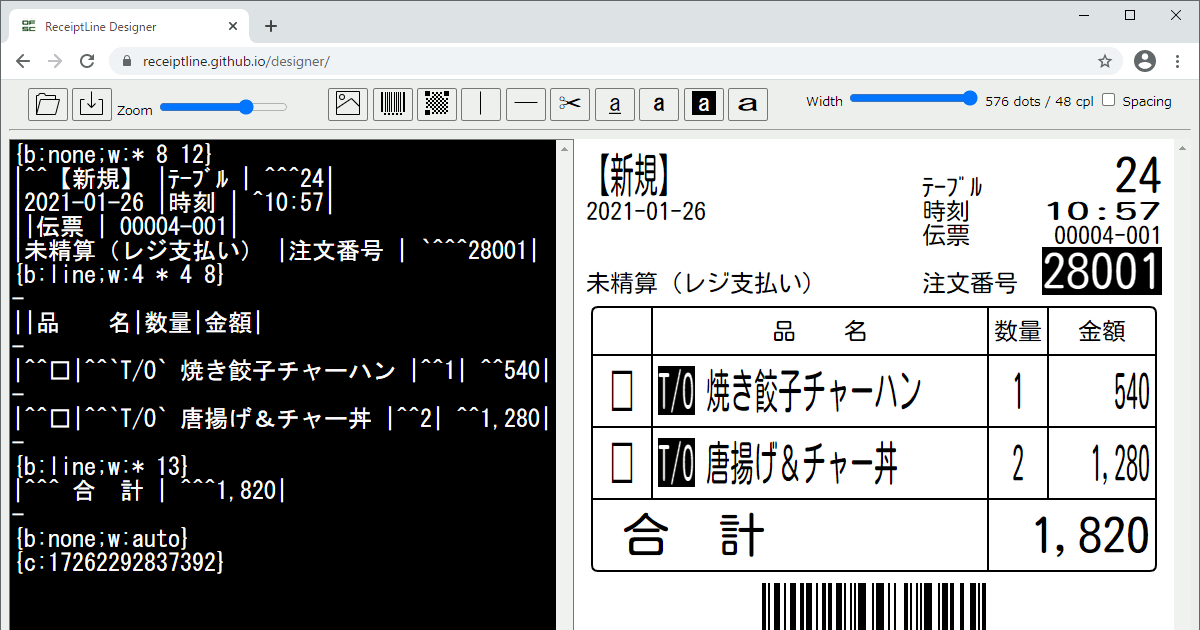 ReceiptLine Designer
receiptline.github.io/designer/
Zoom
a a a a
Width 576 dots / 48 cpl Spacing
{b:none;w:* 8 12}
|^^【新規】 |ﾃｰﾌﾞﾙ | ^^^24|
|2021-01-26 |時刻 | ^10:57|
||伝票 | 00004-001|
|未精算（レジ支払い） |注文番号 | `^^^28001|
{b:line;w:4 * 4 8}
-
||品　　名|数量|金額|
-
|^^□|^^`T/O` 焼き餃子チャーハン |^^1| ^^540|
-
|^^□|^^`T/O` 唐揚げ＆チャー丼 |^^2| ^^1,280|
-
{b:line;w:* 13}
|^^^ 合　計 | ^^^1,820|
-
{b:none;w:auto}
{c:17262292837392}
【新規】 ﾃｰﾌﾞﾙ 24
2021-01-26 時刻 10:57
伝票 00004-001
未精算（レジ支払い） 注文番号 28001
品　　名 数量 金額
□ T/O 焼き餃子チャーハン 1 540
□ T/O 唐揚げ＆チャー丼 2 1,280
合　計 1,820